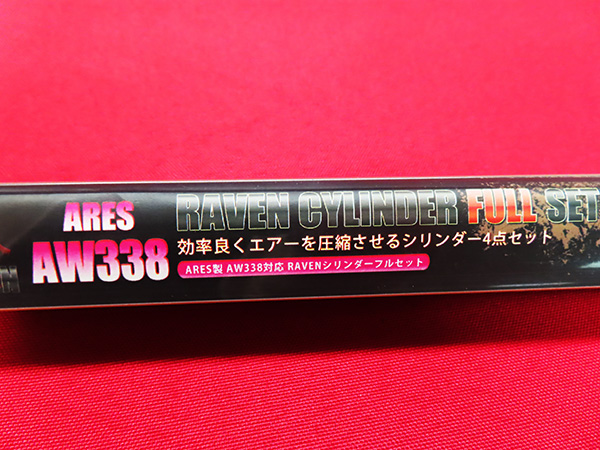 ARES
AW338
RAVEN CYLINDER FULL SET
効率良くエアーを圧縮させるシリンダー4点セット
ARES製 AW338対応 RAVENシリンダーフルセット